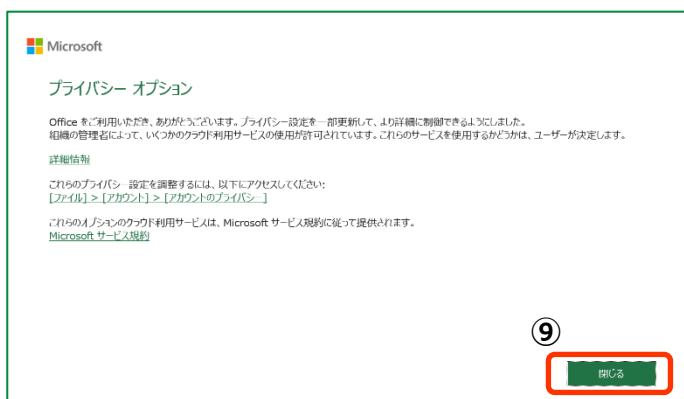 Microsoft
プライバシー オプション
Office をご利用いただき、ありがとうございます。プライバシー設定を一部更新して、より詳細に制御できるようにしました。
組織の管理者によって、いくつかのクラウド利用サービスの使用が許可されています。これらのサービスを使用するかどうかは、ユーザーが決定します。
詳細情報
これらのプライバシー設定を調整するには、以下にアクセスしてください:
[ファイル] > [アカウント] > [アカウントのプライバシー]
これらのオプションのクラウド利用サービスは、Microsoft サービス規約に従って提供されます。
Microsoft サービス規約
⑨
閉じる